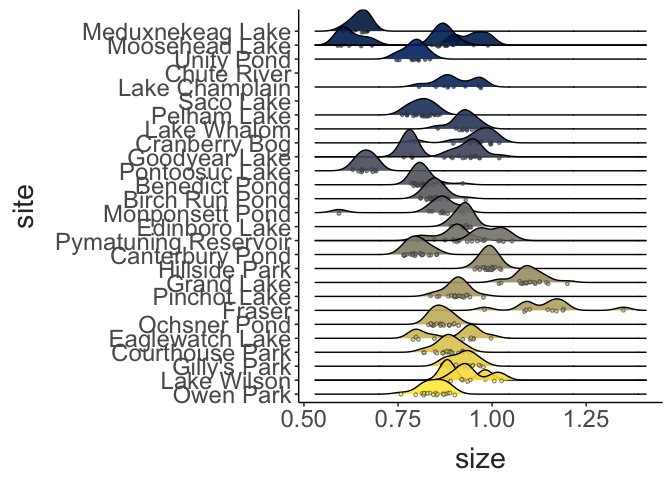 Meduxnekeag Lake
Moosehead Lake
Unity Pond
Chute River
Lake Champlain
Saco Lake
Pelham Lake
Lake Whalom
Cranberry Bog
Goodyear Lake
Pontoosuc Lake
Benedict Pond
Birch Run Pond
Monponsett Pond
Edinboro Lake
Pymatuning Reservoir
Canterbury Pond
Hillside Park
Grand Lake
Pinchot Lake
Fraser
Ochsner Pond
Eaglewatch Lake
Courthouse Park
Gilly's Park
Lake Wilson
Owen Park
site
0.50 0.75 1.00 1.25
size